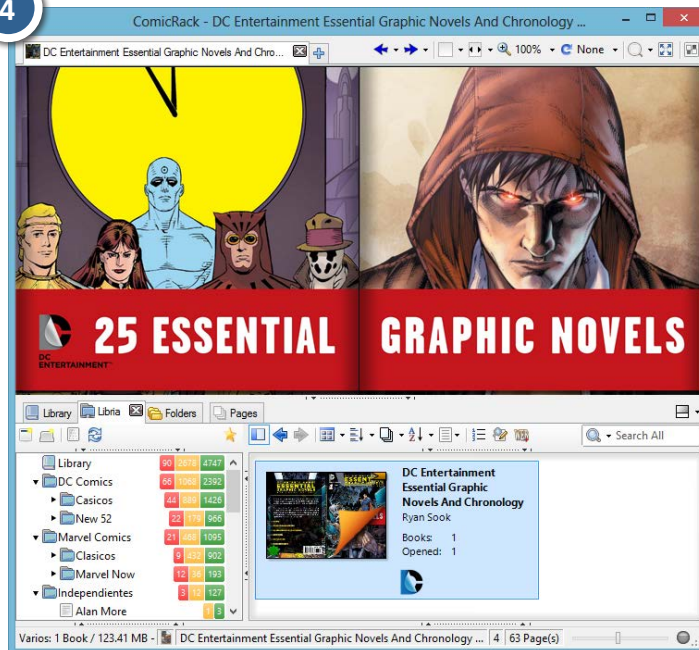 4
ComicRack - DC Entertainment Essential Graphic Novels And Chronology ...
DC Entertainment Essential Graphic Novels And Chro...
100%
None
25 ESSENTIAL GRAPHIC NOVELS
DC
ENTERTAINMENT
Library
Libria
Folders
Pages
Search All
Library 90 2678 4747
DC Comics 66 1068 2392
Casicos 44 889 1426
New 52 22 179 966
Marvel Comics 21 468 1095
Clasicos 9 432 902
Marvel Now 12 36 193
Independientes 3 12 127
Alan More 1 3
DC Entertainment
Essential Graphic
Novels And Chronology
Ryan Sook
Books: 1
Opened: 1
Varios: 1 Book / 123.41 MB - DC Entertainment Essential Graphic Novels And Chronology ... 4 63 Page(s)